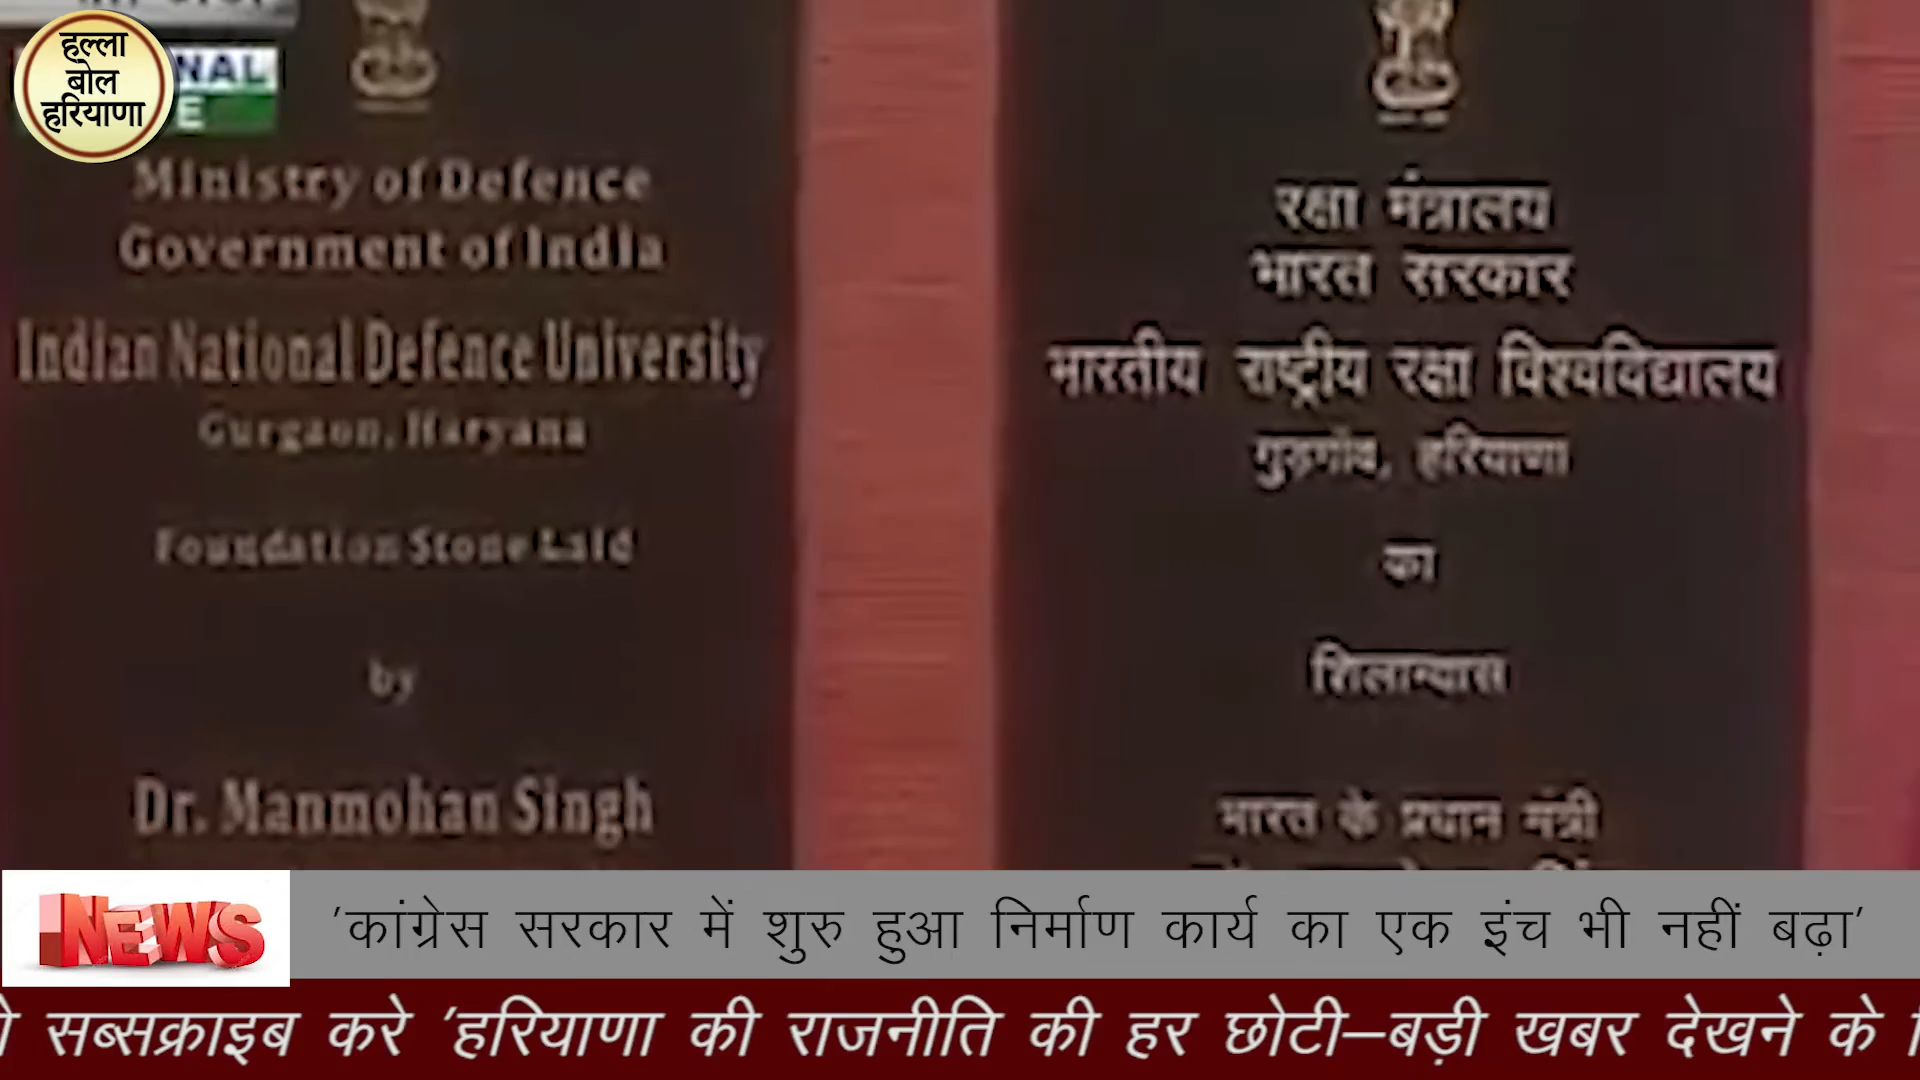 हल्ला
बोल
हरियाणा
NAL
E
Ministry of Defence
Government of India
Indian National Defence University
Gurgaon, Haryana
Foundation Stone Laid
by
Dr. Manmohan Singh
रक्षा मंत्रालय
भारत सरकार
भारतीय राष्ट्रीय रक्षा विश्वविद्यालय
गुड़गांव, हरियाणा
का
शिलान्यास
भारत के प्रधान मंत्री
NEWS
'कांग्रेस सरकार में शुरु हुआ निर्माण कार्य का एक इंच भी नहीं बढ़ा'
सब्सक्राइब करे 'हरियाणा की राजनीति की हर छोटी–बड़ी खबर देखने के